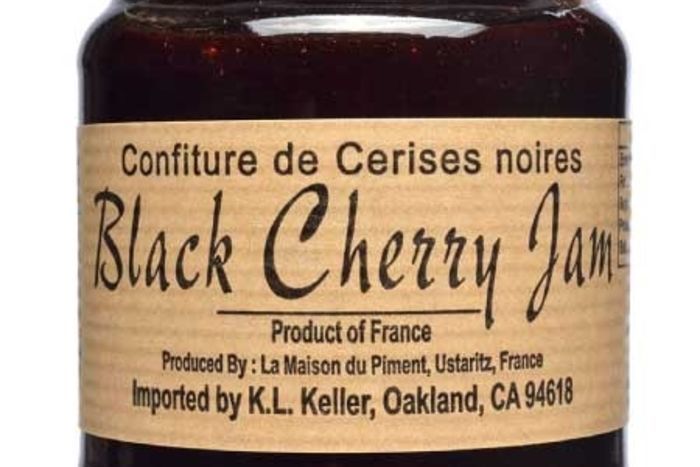 Confiture de Cerises noires
Black Cherry Jam
Product of France
Produced By : La Maison du Piment, Ustaritz, France
Imported by K.L. Keller, Oakland, CA 94618